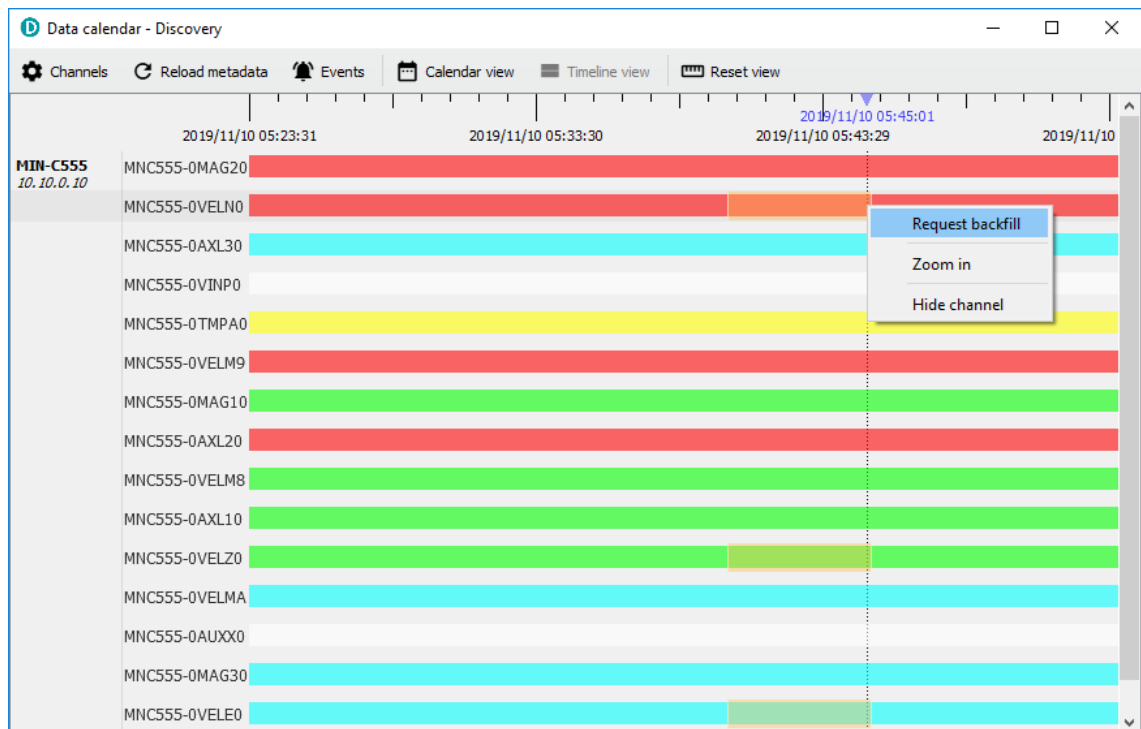 Data calendar - Discovery
Channels Reload metadata Events Calendar view Timeline view Reset view
2019/11/10 05:45:01
2019/11/10 05:23:31 2019/11/10 05:33:30 2019/11/10 05:43:29 2019/11/10
MIN-C555
10.10.0.10
MNC555-0MAG20
MNC555-0VELN0
Request backfill
MNC555-0AXL30
Zoom in
MNC555-0VINP0
Hide channel
MNC555-0TMPA0
MNC555-0VELM9
MNC555-0MAG10
MNC555-0AXL20
MNC555-0VELM8
MNC555-0AXL10
MNC555-0VELZ0
MNC555-0VELMA
MNC555-0AUXX0
MNC555-0MAG30
MNC555-0VELE0